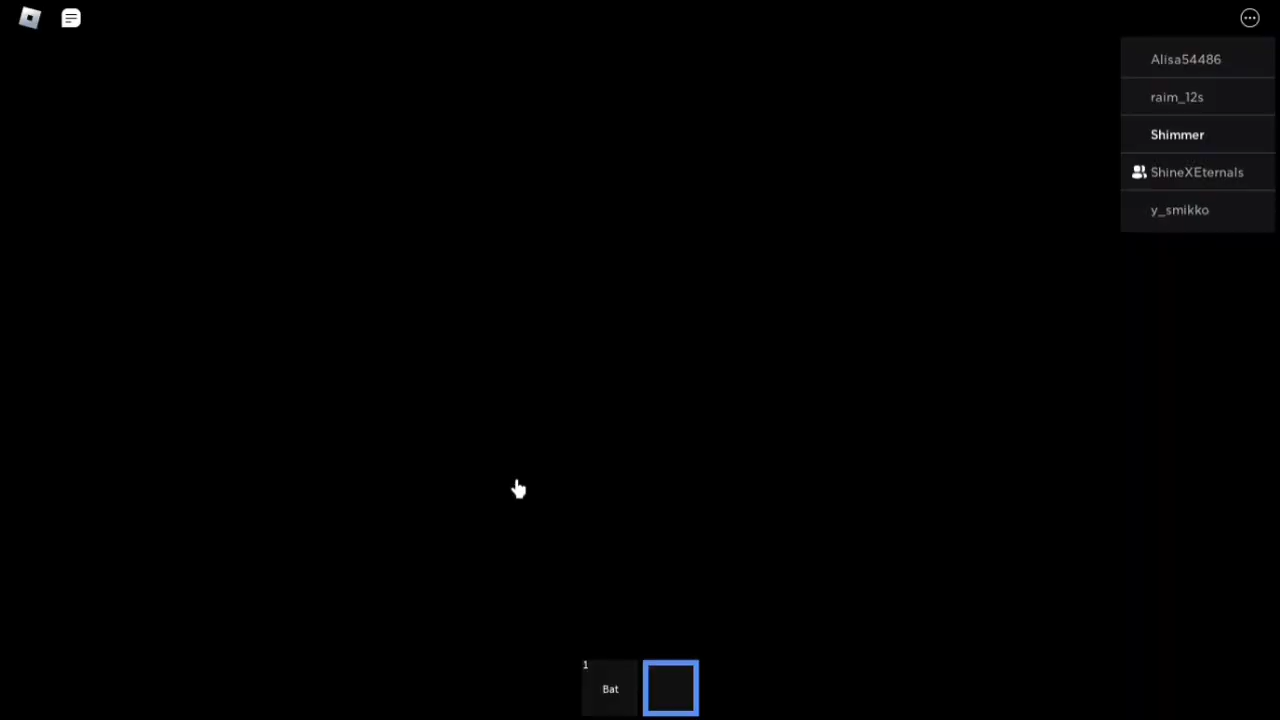 Alisa54486
raim_12s
Shimmer
ShineXEternals
y_smikko
1
Bat